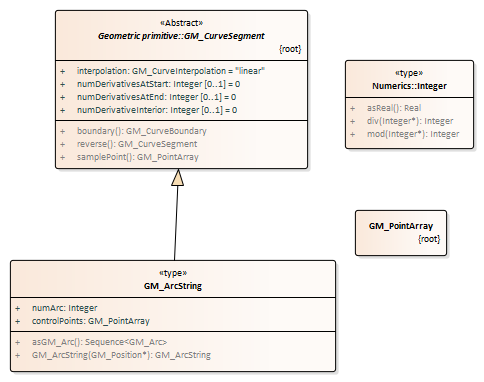 «Abstract»
Geometric primitive::GM_CurveSegment
{root}
+ interpolation: GM_CurveInterpolation = "linear"
+ numDerivativesAtStart: Integer [0..1] = 0
+ numDerivativesAtEnd: Integer [0..1] = 0
+ numDerivativeInterior: Integer [0..1] = 0
+ boundary(): GM_CurveBoundary
+ reverse(): GM_CurveSegment
+ samplePoint(): GM_PointArray
«type»
Numerics::Integer
+ asReal(): Real
+ div(Integer*): Integer
+ mod(Integer*): Integer
GM_PointArray
{root}
«type»
GM_ArcString
+ numArc: Integer
+ controlPoints: GM_PointArray
+ asGM_Arc(): Sequence<GM_Arc>
+ GM_ArcString(GM_Position*): GM_ArcString